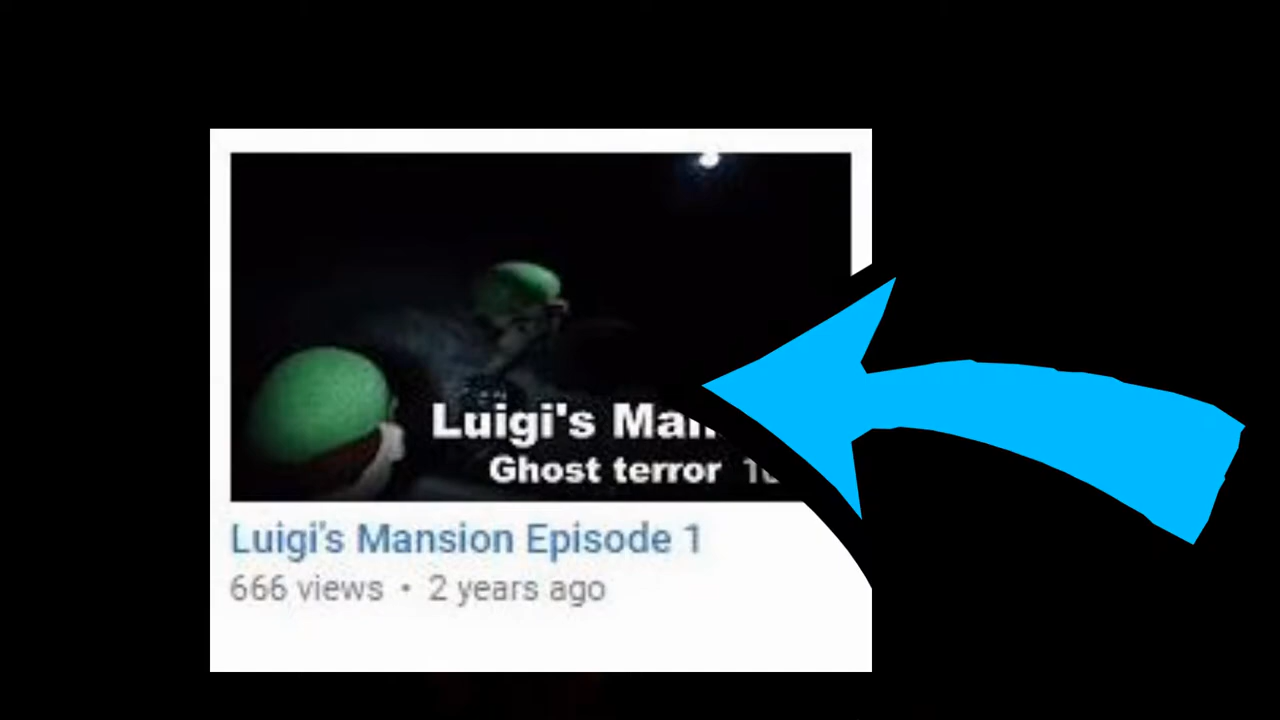 Luigi's Man
Ghost terror
Luigi's Mansion Episode 1
666 views • 2 years ago